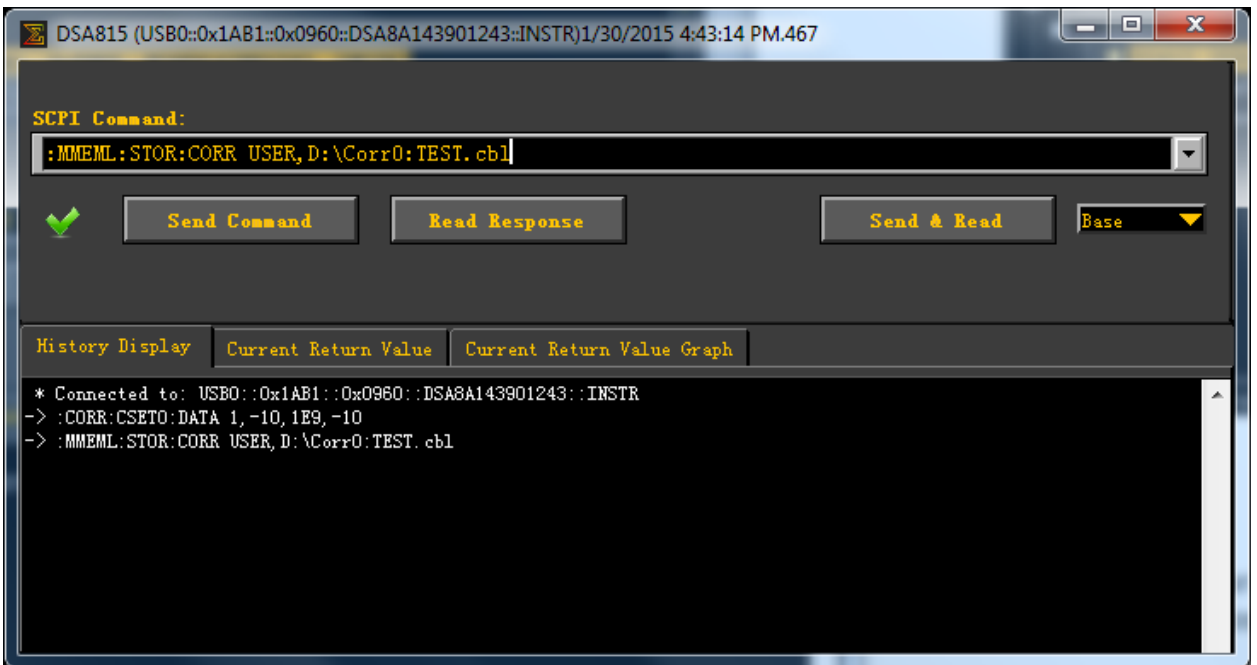 DSA815 (USB0::0x1AB1::0x0960::DSA8A143901243::INSTR)1/30/2015 4:43:14 PM.467
SCPI Command:
:MMEML:STOR:CORR USER,D:\Corr0:TEST.cbl
Send Command
Read Response
Send & Read
Base
History Display
Current Return Value
Current Return Value Graph
* Connected to: USB0::0x1AB1::0x0960::DSA8A143901243::INSTR
-> :CORR:CSET0:DATA 1,-10,1E9,-10
-> :MMEML:STOR:CORR USER,D:\Corr0:TEST.cbl